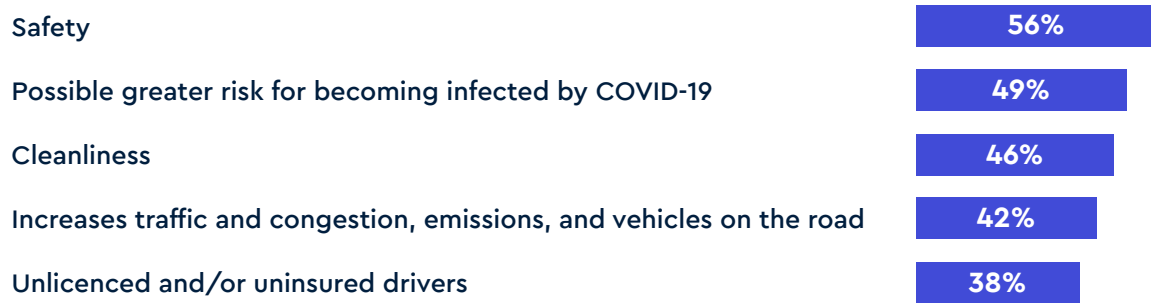 Safety 56%
Possible greater risk for becoming infected by COVID-19 49%
Cleanliness 46%
Increases traffic and congestion, emissions, and vehicles on the road 42%
Unlicenced and/or uninsured drivers 38%